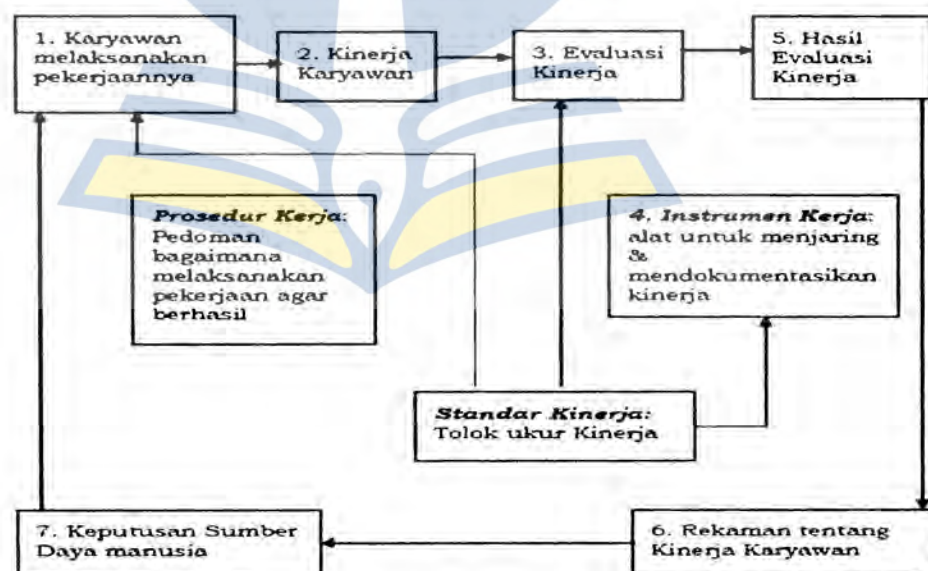 1. Karyawan
melaksanakan
pekerjaannya
2. Kinerja
Karyawan
3. Evaluasi
Kinerja
5. Hasil
Evaluasi
Kinerja
Prosedur Kerja:
Pedoman
bagaimana
melaksanakan
pekerjaan agar
berhasil
4. Instrumen Kerja:
alat untuk menjaring
&
mendokumentasikan
kinerja
Standar Kinerja:
Tolok ukur Kinerja
7. Keputusan Sumber
Daya manusia
6. Rekaman tentang
Kinerja Karyawan